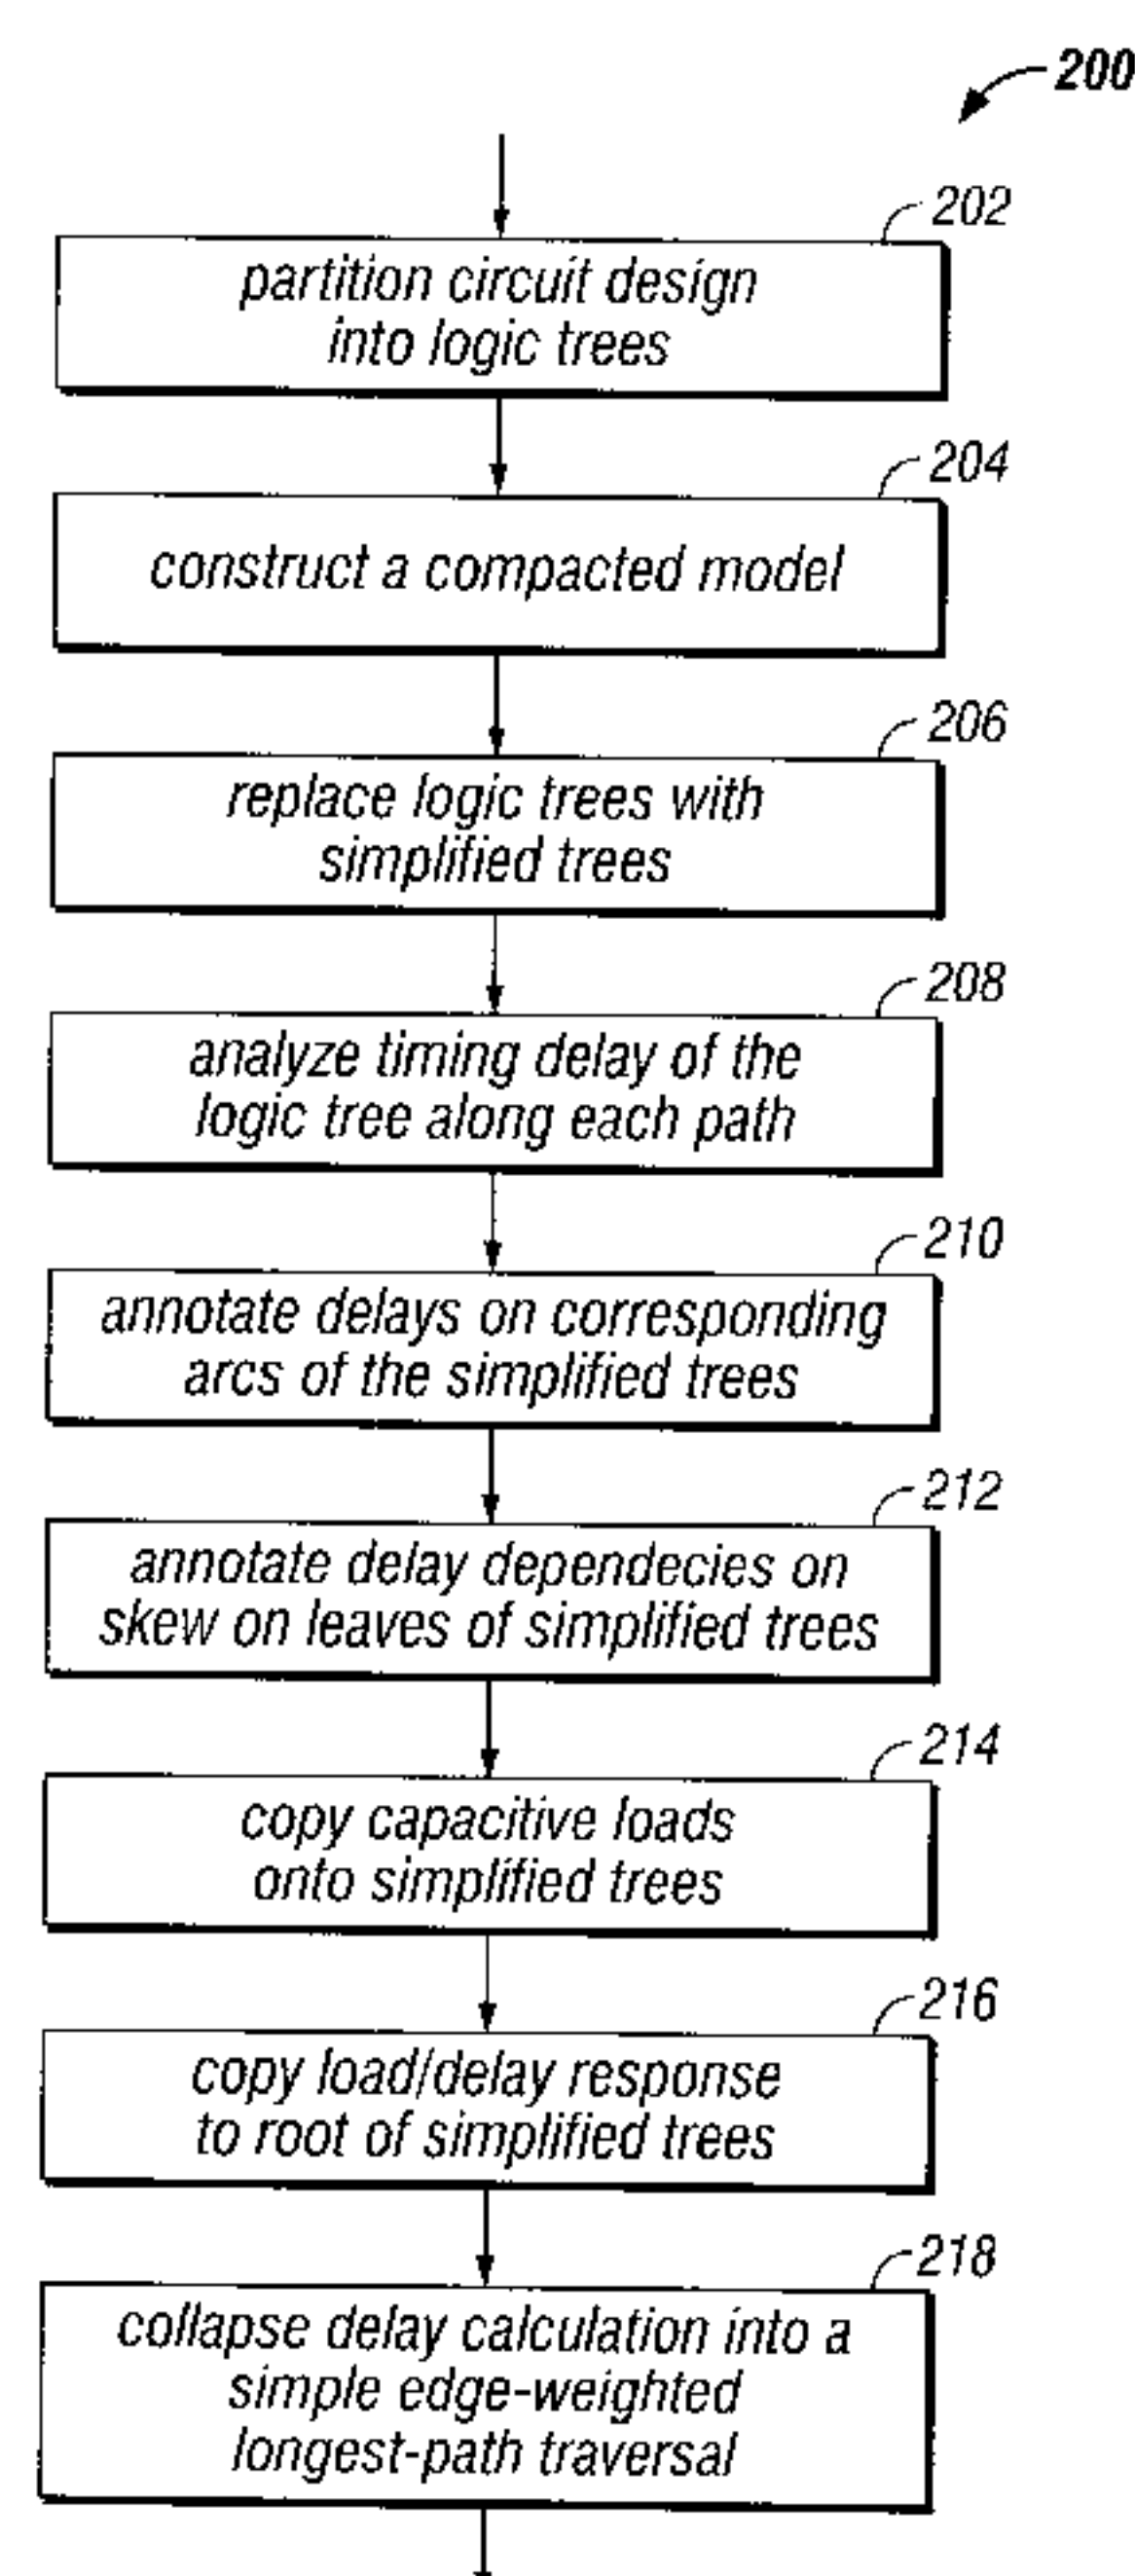 200
202
partition circuit design
into logic trees
204
construct a compacted model
206
replace logic trees with
simplified trees
208
analyze timing delay of the
logic tree along each path
210
annotate delays on corresponding
arcs of the simplified trees
212
annotate delay dependecies on
skew on leaves of simplified trees
214
copy capacitive loads
onto simplified trees
216
copy load/delay response
to root of simplified trees
218
collapse delay calculation into a
simple edge-weighted
longest-path traversal